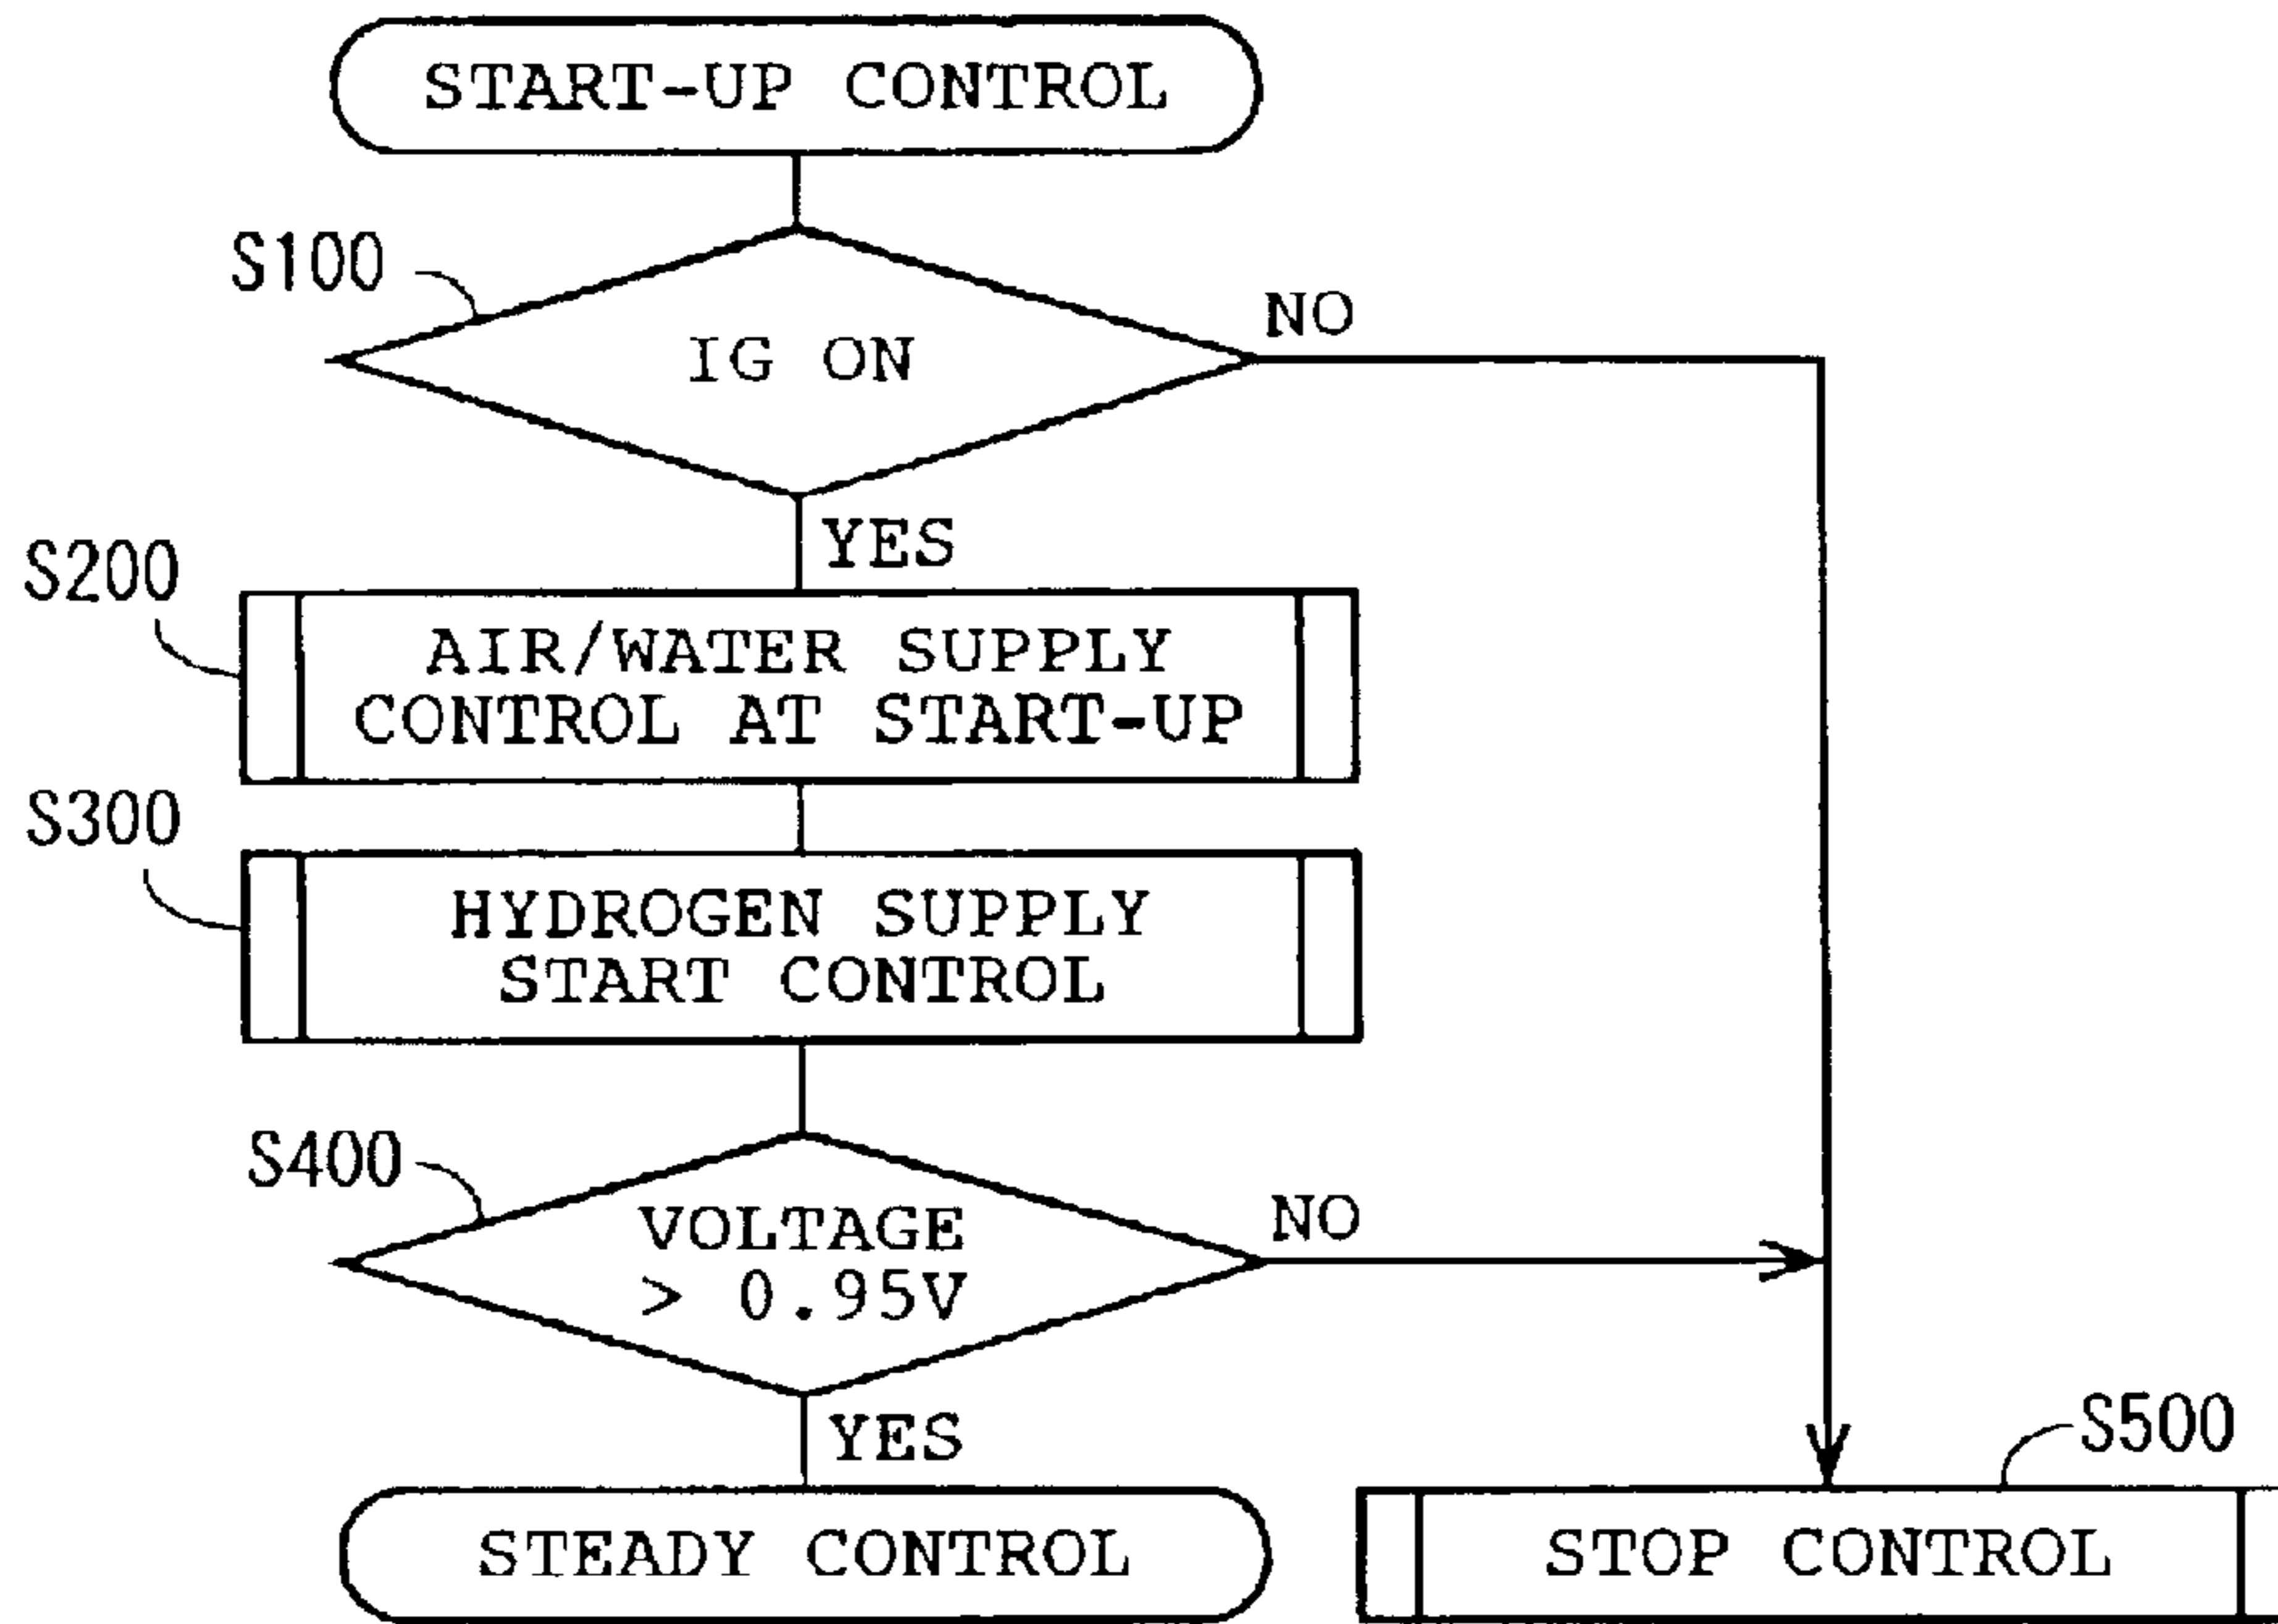 START-UP CONTROL
S100
IG ON
NO
YES
S200
AIR/WATER SUPPLY
CONTROL AT START-UP
S300
HYDROGEN SUPPLY
START CONTROL
S400
VOLTAGE
> 0.95V
NO
YES
S500
STEADY CONTROL
STOP CONTROL